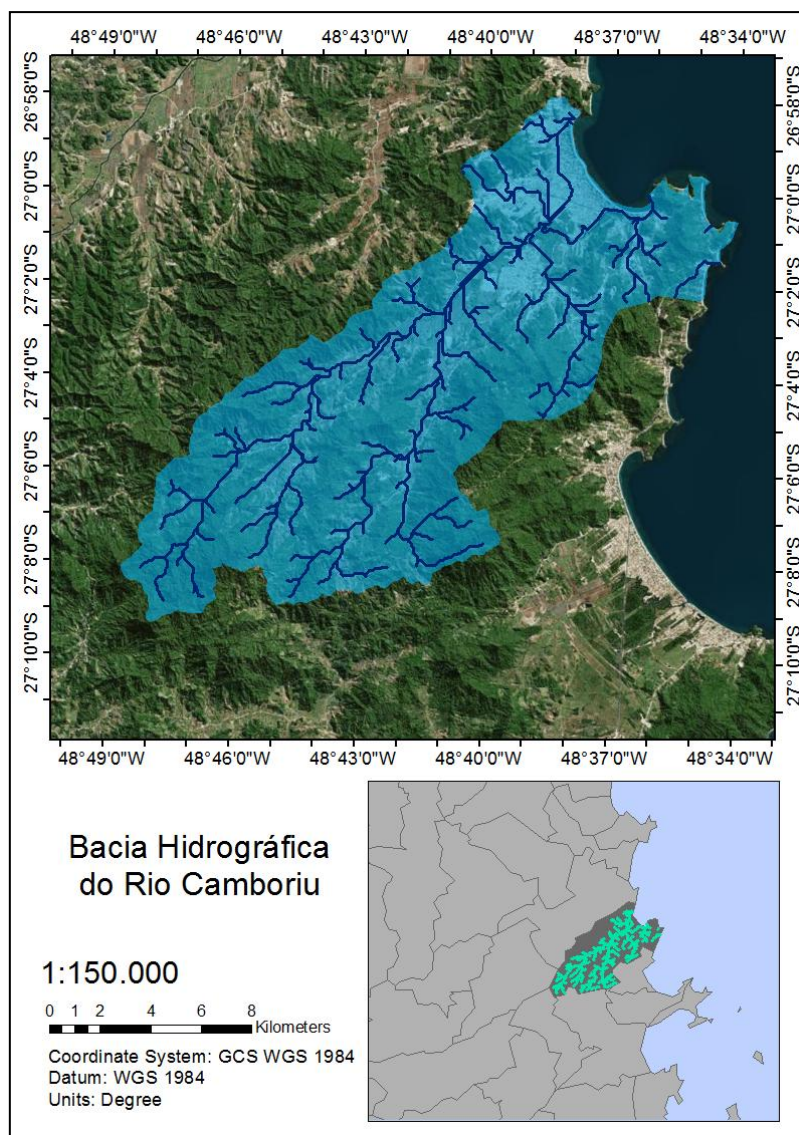 48°49'0"W 48°46'0"W 48°43'0"W 48°40'0"W 48°37'0"W 48°34'0"W
26°58'0"S 26°58'0"S
27°0'0"S 27°0'0"S
27°2'0"S 27°2'0"S
27°4'0"S 27°4'0"S
27°6'0"S 27°6'0"S
27°8'0"S 27°8'0"S
27°10'0"S 27°10'0"S
48°49'0"W 48°46'0"W 48°43'0"W 48°40'0"W 48°37'0"W 48°34'0"W
Bacia Hidrográfica
do Rio Camboriu
1:150.000
0 1 2 4 6 8
Kilometers
Coordinate System: GCS WGS 1984
Datum: WGS 1984
Units: Degree